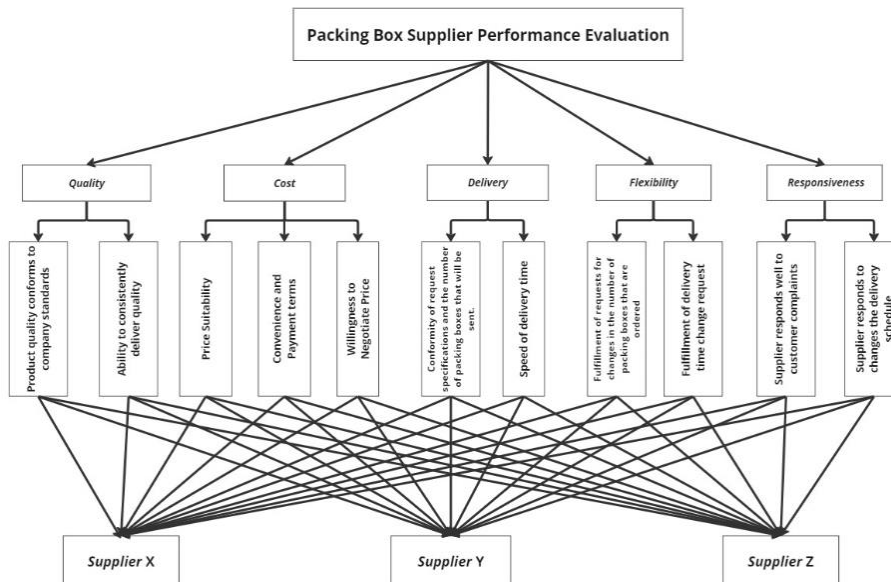 Packing Box Supplier Performance Evaluation
Quality
Cost
Delivery
Flexibility
Responsiveness
Product quality conforms to
company standards
Ability to consistently
deliver quality
Price Suitability
Convenience and
Payment terms
Willingness to
Negotiate Price
Conformity of request
specifications and the number
of packing boxes that will be
sent.
Speed of delivery time
Fulfillment of requests for
changes in the number of
packing boxes that are
ordered
Fulfillment of delivery
time change request
Supplier responds well to
customer complaints
Supplier responds to
changes the delivery
schedule
Supplier X
Supplier Y
Supplier Z